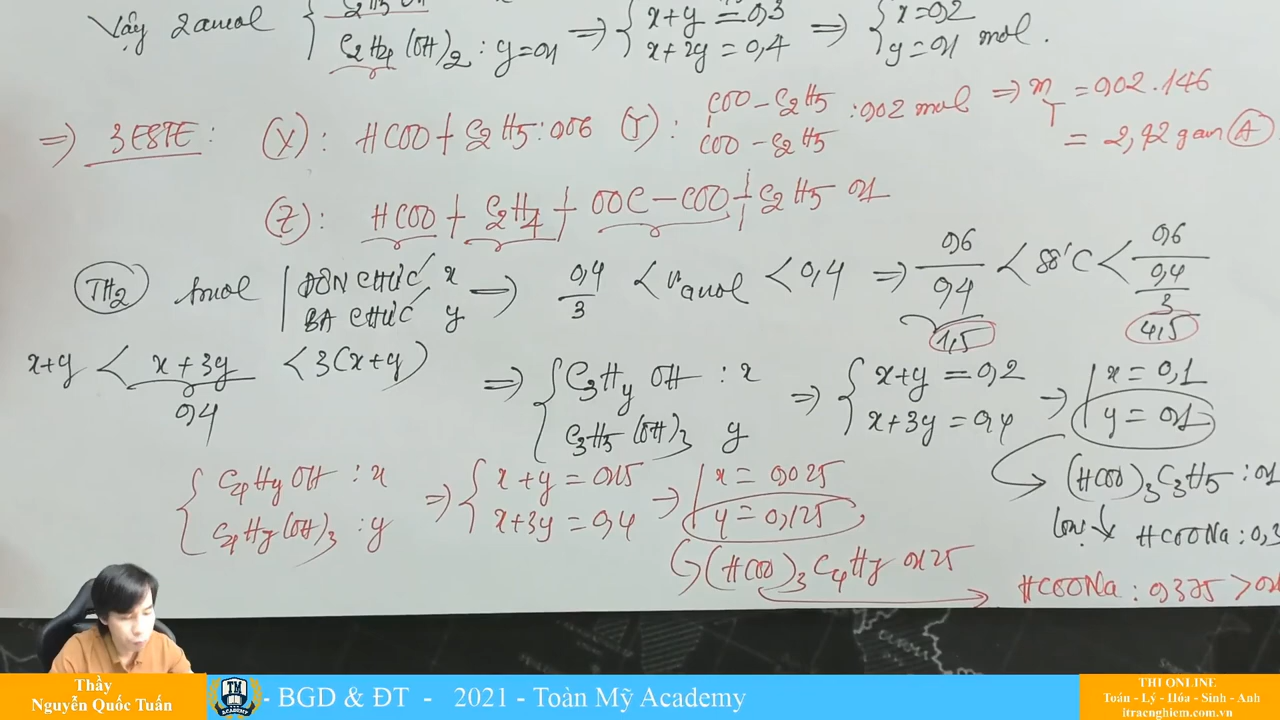 Vậy 2 ancol { C2H5OH
C2H4(OH)2 : y = 0,1 => { x + y = 0,3
x + 2y = 0,4 => { x = 0,2
y = 0,1 mol.
=> 3 ESTE : (X) : HCOO + C2H5 : 0,06 (Y) : COO - C2H5
COO - C2H5 : 0,02 mol => mT = 0,02 . 146
= 2,92 gam (A)
(Z) : HCOO + C2H4 + OOC - COO + C2H5 0,1
TH2 ancol | ĐƠN CHỨC x
BA CHỨC y => 0,4/3 < n ancol < 0,4 => 0,6/0,4 < số C < 0,6/(0,4/3)
1,5 4,5
x+y < x + 3y < 3(x + y)
0,4
=> { C3HyOH : x
C3H5(OH)3 y => { x + y = 0,2
x + 3y = 0,4 => | x = 0,1
y = 0,1
(HCOO)3C3H5 : 0,1
HCOONa : 0,3
{ C4HyOH : x
C4Hy(OH)3 : y => { x + y = 0,15
x + 3y = 0,4 => | x = 0,025
y = 0,125
(HCOO)3C4Hy 0,125
HCOONa : 0,375 >
Thầy
Nguyễn Quốc Tuấn
TM
ACADEMY
- BGD & ĐT - 2021 - Toàn Mỹ Academy
THI ONLINE
Toán - Lý - Hóa - Sinh - Anh
itracnghiem.com.vn